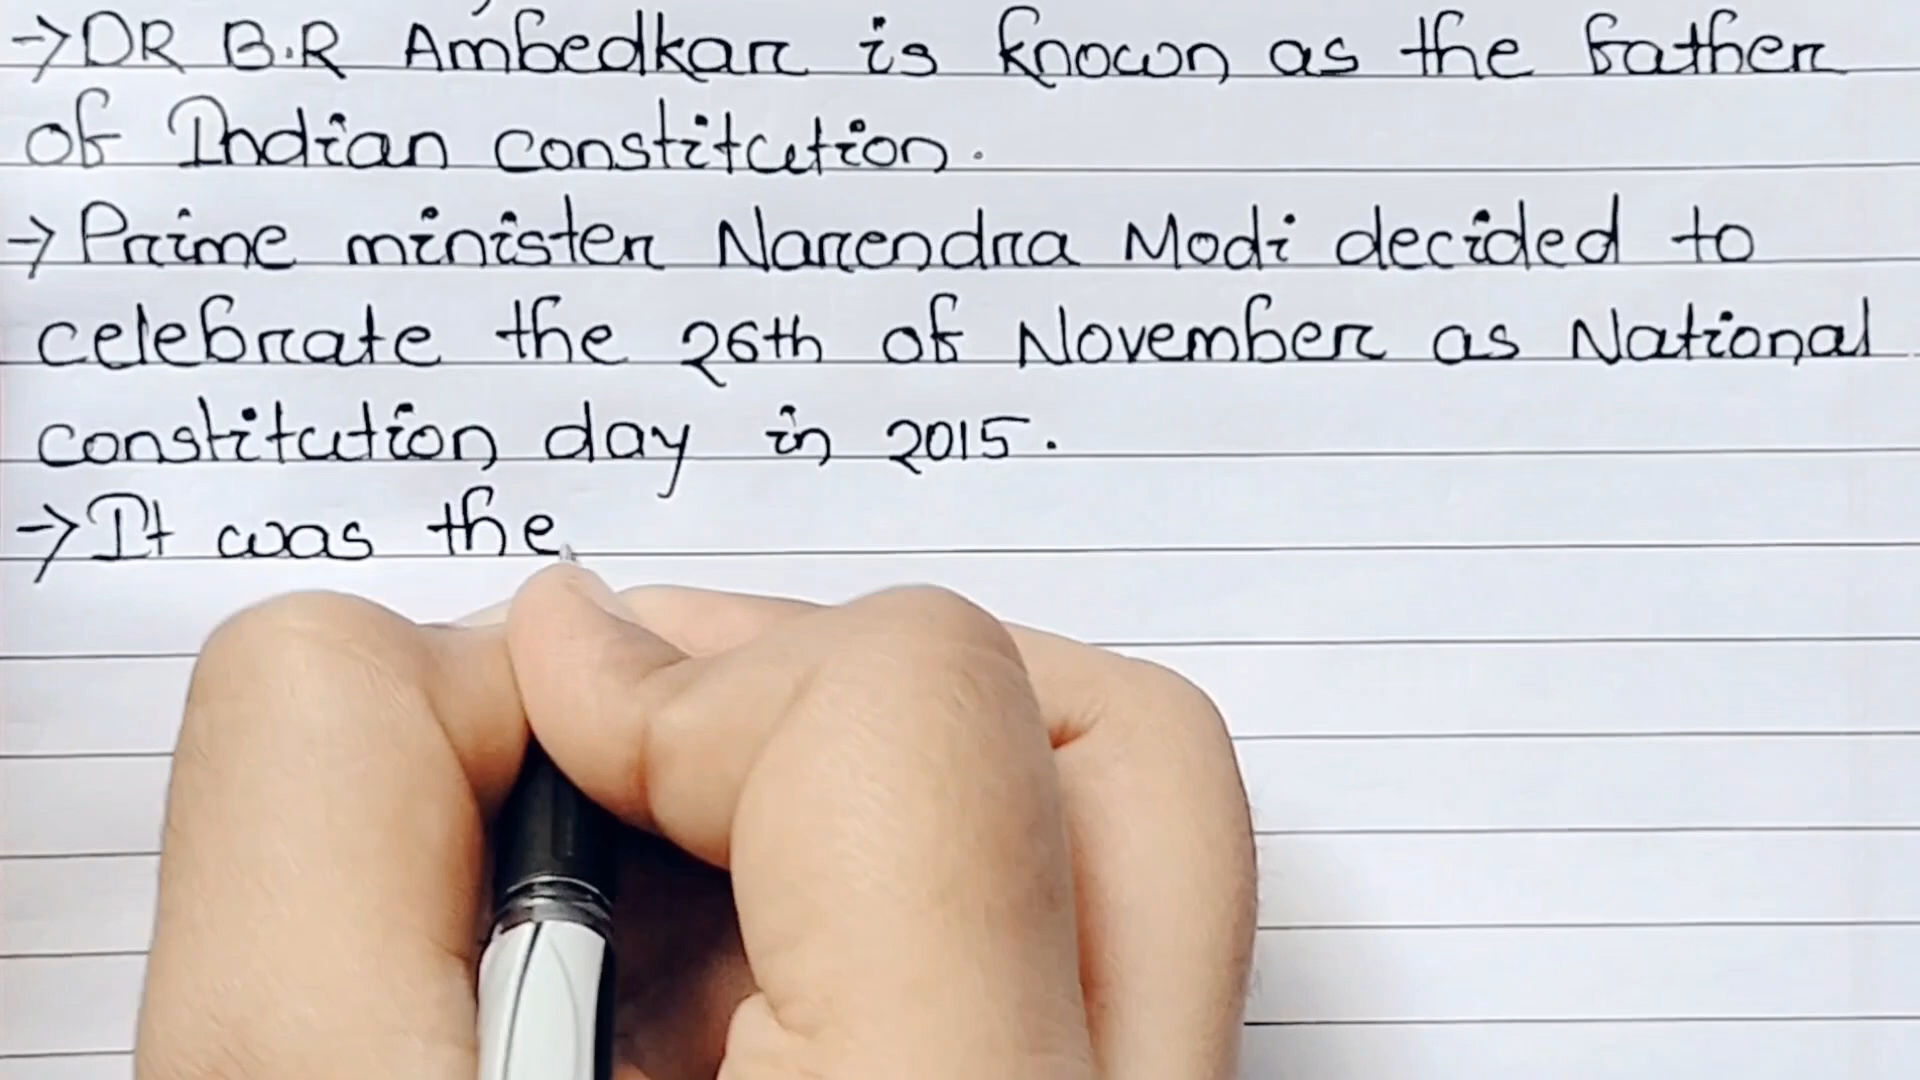 →DR B.R Ambedkar is known as the father
of Indian constitution.
→Prime minister Narendra Modi decided to
celebrate the 26th of November as National
constitution day in 2015.
→It was the